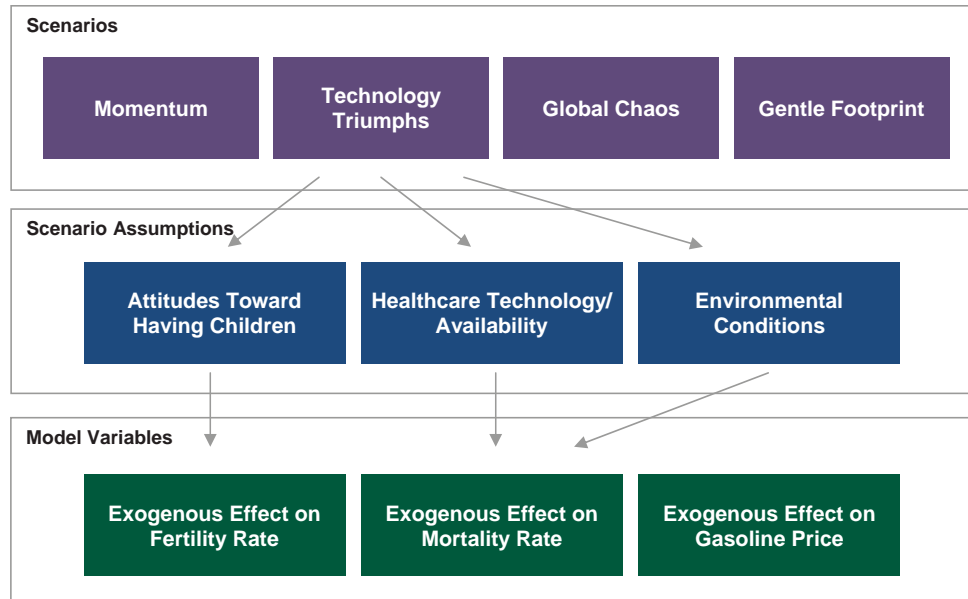 Scenarios
Momentum
Technology
Triumphs
Global Chaos
Gentle Footprint
Scenario Assumptions
Attitudes Toward
Having Children
Healthcare Technology/
Availability
Environmental
Conditions
Model Variables
Exogenous Effect on
Fertility Rate
Exogenous Effect on
Mortality Rate
Exogenous Effect on
Gasoline Price